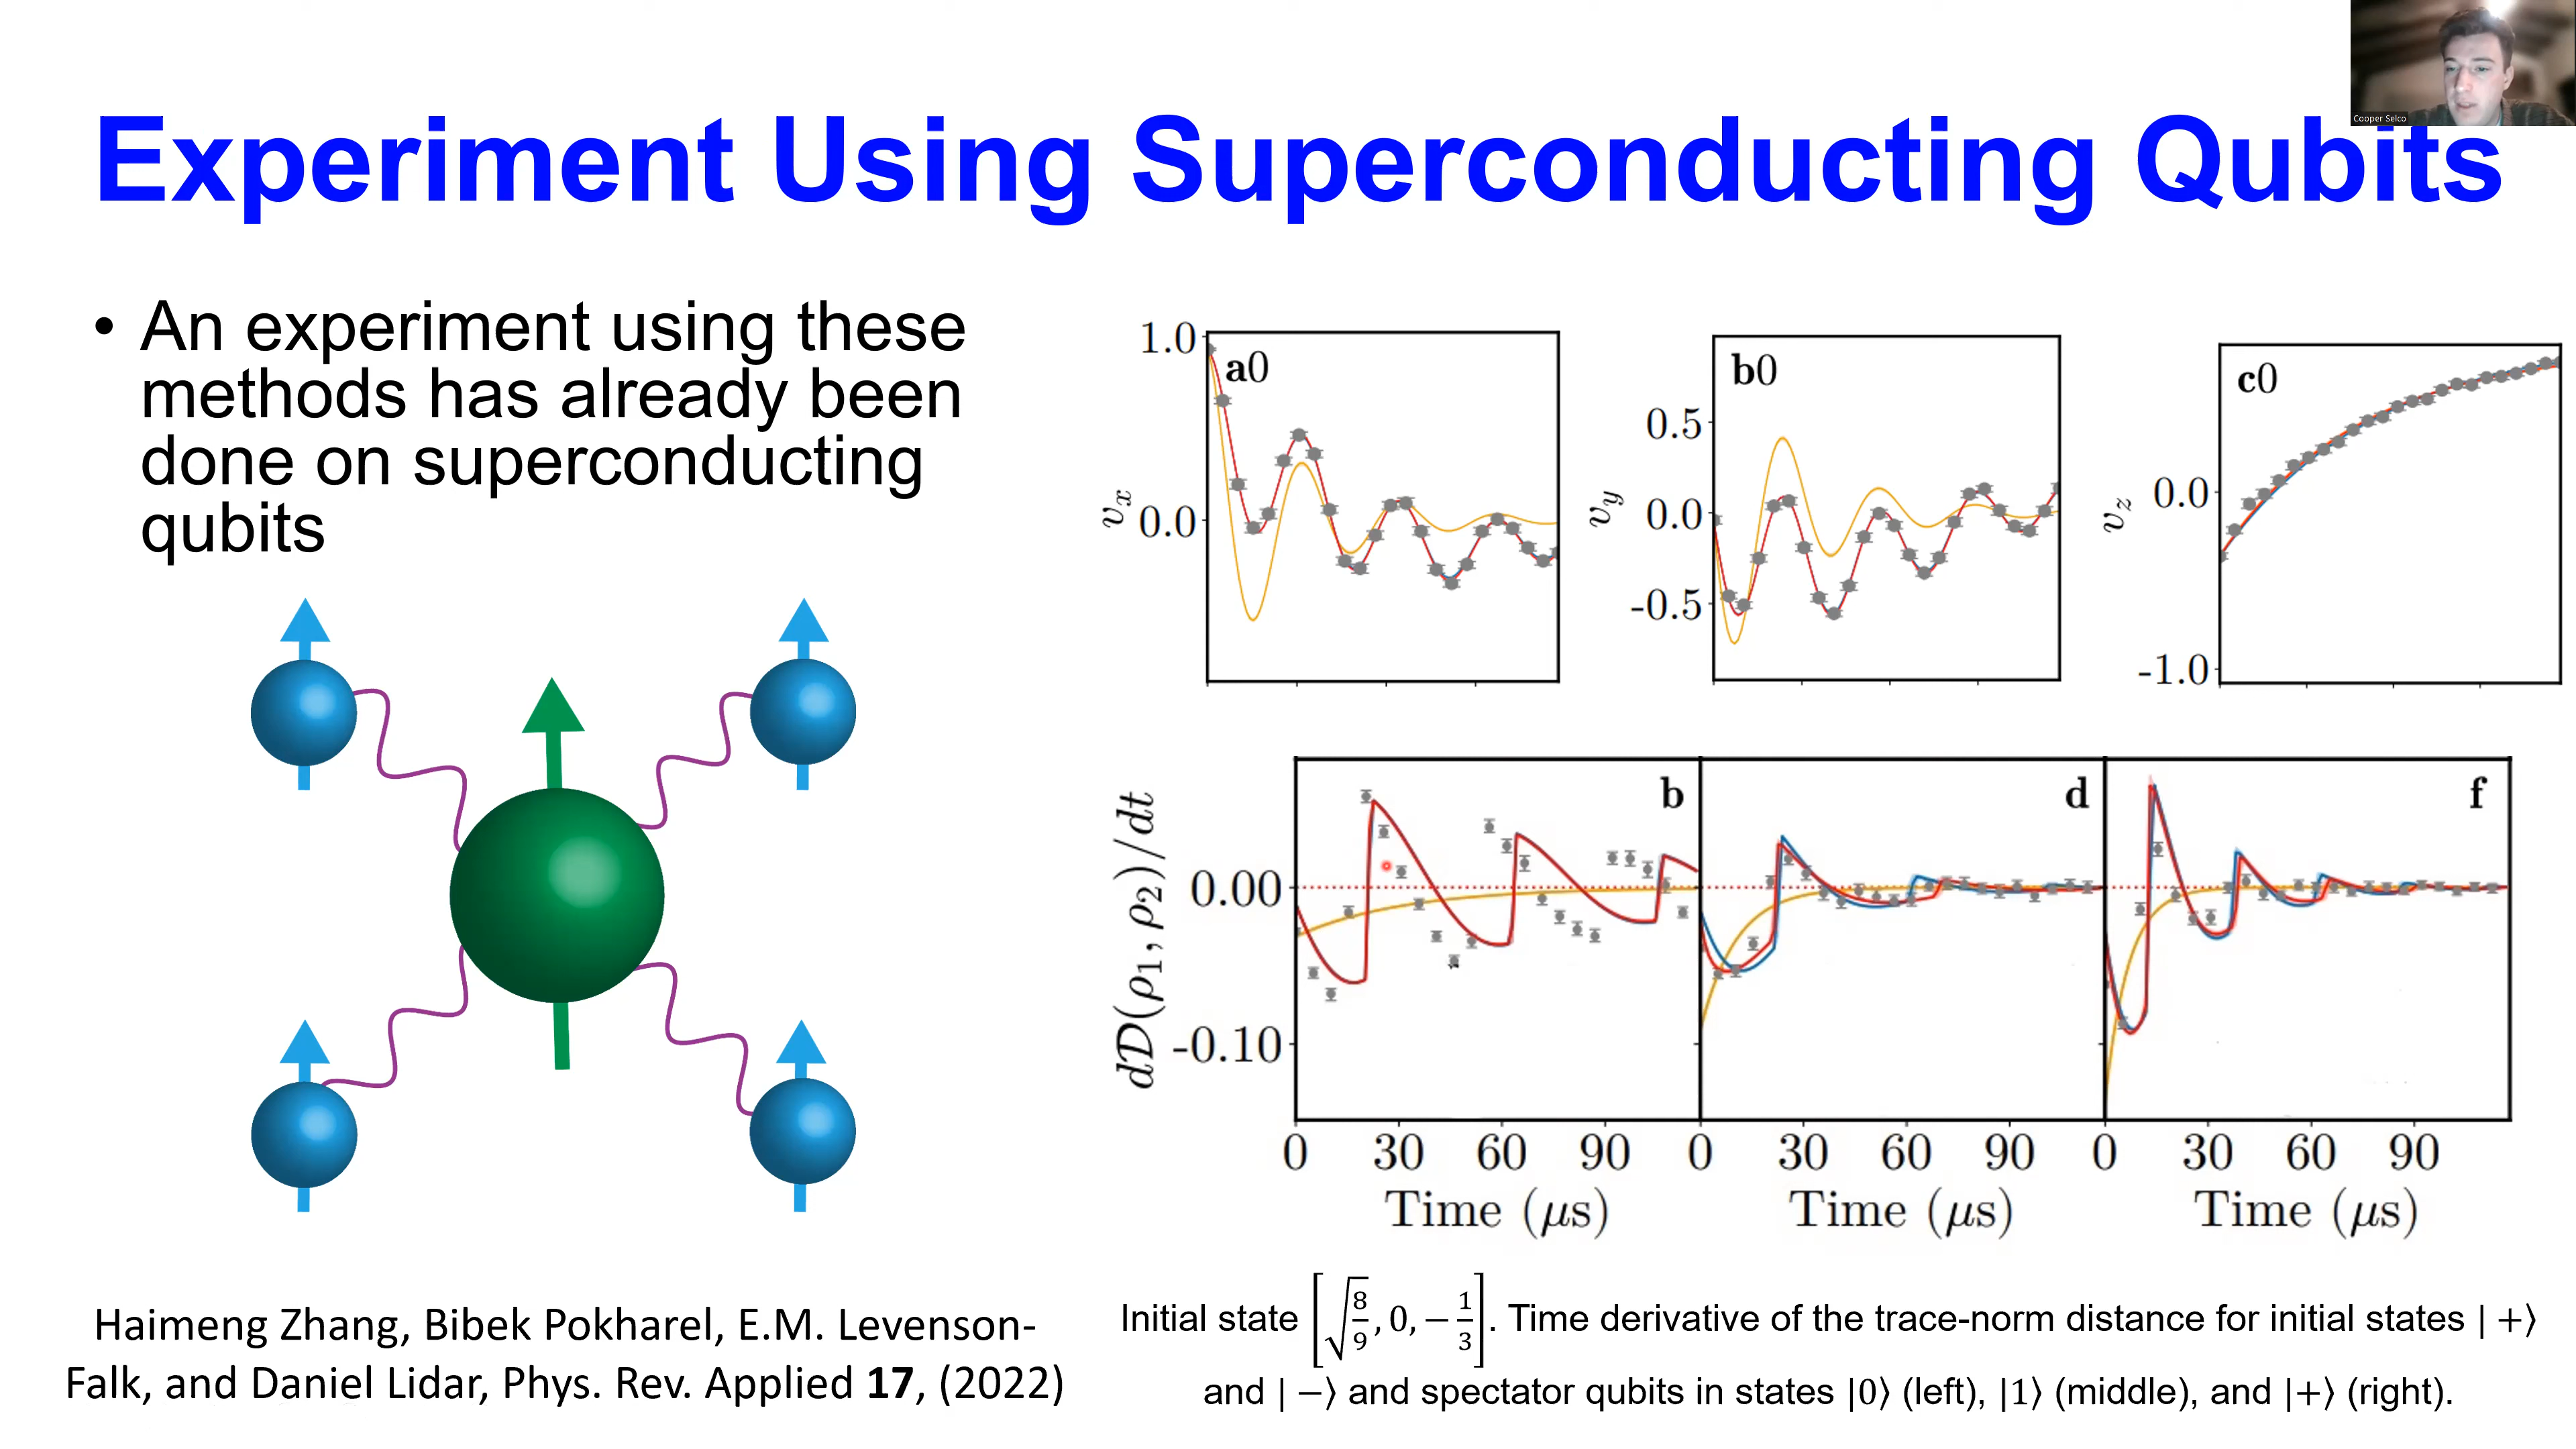 Cooper Selco
Experiment Using Superconducting Qubits
• An experiment using these
methods has already been
done on superconducting
qubits
1.0
0.0
vₓ
a0
0.5
0.0
-0.5
v_y
b0
0.0
-1.0
v_z
c0
dD(ρ₁, ρ₂)/dt
0.00
-0.10
b
d
f
0 30 60 90 0 30 60 90 0 30 60 90
Time (μs) Time (μs) Time (μs)
Haimeng Zhang, Bibek Pokharel, E.M. Levenson-
Falk, and Daniel Lidar, Phys. Rev. Applied 17, (2022)
Initial state [√8/9, 0, −1/3]. Time derivative of the trace-norm distance for initial states | +⟩
and | −⟩ and spectator qubits in states |0⟩ (left), |1⟩ (middle), and |+⟩ (right).